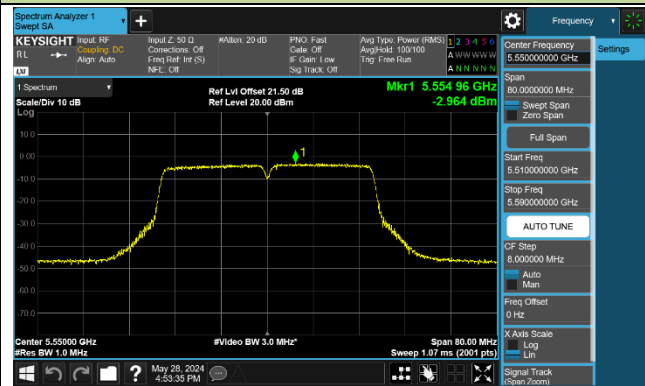 Spectrum Analyzer 1
Swept SA
Frequency
KEYSIGHT
RL
LXI
Input: RF
Coupling: DC
Align: Auto
Input Z: 50 Ω
Corrections: Off
Freq Ref: Int (S)
NFE: Off
#Atten: 20 dB
PNO: Fast
Gate: Off
IF Gain: Low
Sig Track: Off
Avg Type: Power (RMS)
Avg|Hold: 100/100
Trig: Free Run
1 2 3 4 5 6
A W W W W W
A N N N N N
1 Spectrum
Scale/Div 10 dB
Log
Ref Lvl Offset 21.50 dB
Ref Level 20.00 dBm
Mkr1 5.554 96 GHz
-2.964 dBm
10.0
0.00
-10.0
-20.0
-30.0
-40.0
-50.0
-60.0
-70.0
1
Center 5.55000 GHz
#Res BW 1.0 MHz
#Video BW 3.0 MHz*
Span 80.00 MHz
Sweep 1.07 ms (2001 pts)
May 28, 2024
4:53:35 PM
?
Center Frequency
5.550000000 GHz
Span
80.0000000 MHz
Swept Span
Zero Span
Full Span
Start Freq
5.510000000 GHz
Stop Freq
5.590000000 GHz
AUTO TUNE
CF Step
8.000000 MHz
Auto
Man
Freq Offset
0 Hz
X Axis Scale
Log
Lin
Signal Track
(Span Zoom)
Settings